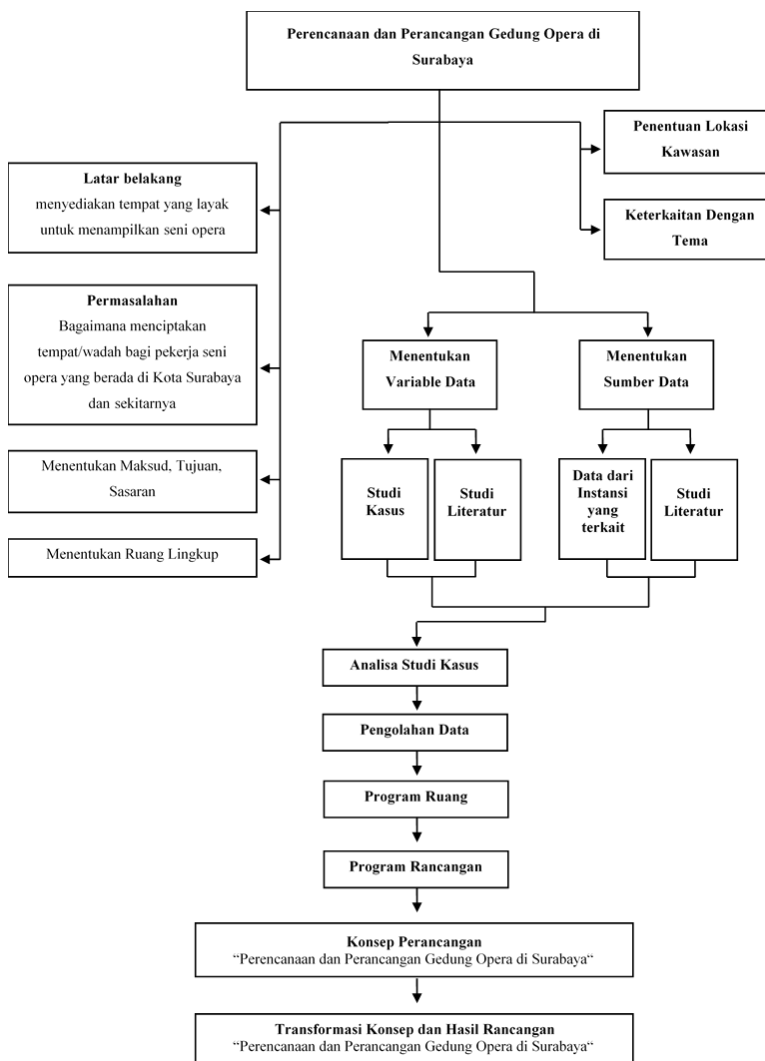 Perencanaan dan Perancangan Gedung Opera di
Surabaya
Penentuan Lokasi
Kawasan
Latar belakang
menyediakan tempat yang layak
untuk menampilkan seni opera
Keterkaitan Dengan
Tema
Permasalahan
Bagaimana menciptakan
tempat/wadah bagi pekerja seni
opera yang berada di Kota Surabaya
dan sekitarnya
Menentukan
Variable Data
Menentukan
Sumber Data
Menentukan Maksud, Tujuan,
Sasaran
Studi
Kasus
Studi
Literatur
Data dari
Instansi
yang
terkait
Studi
Literatur
Menentukan Ruang Lingkup
Analisa Studi Kasus
Pengolahan Data
Program Ruang
Program Rancangan
Konsep Perancangan
“Perencanaan dan Perancangan Gedung Opera di Surabaya“
Transformasi Konsep dan Hasil Rancangan
“Perencanaan dan Perancangan Gedung Opera di Surabaya“